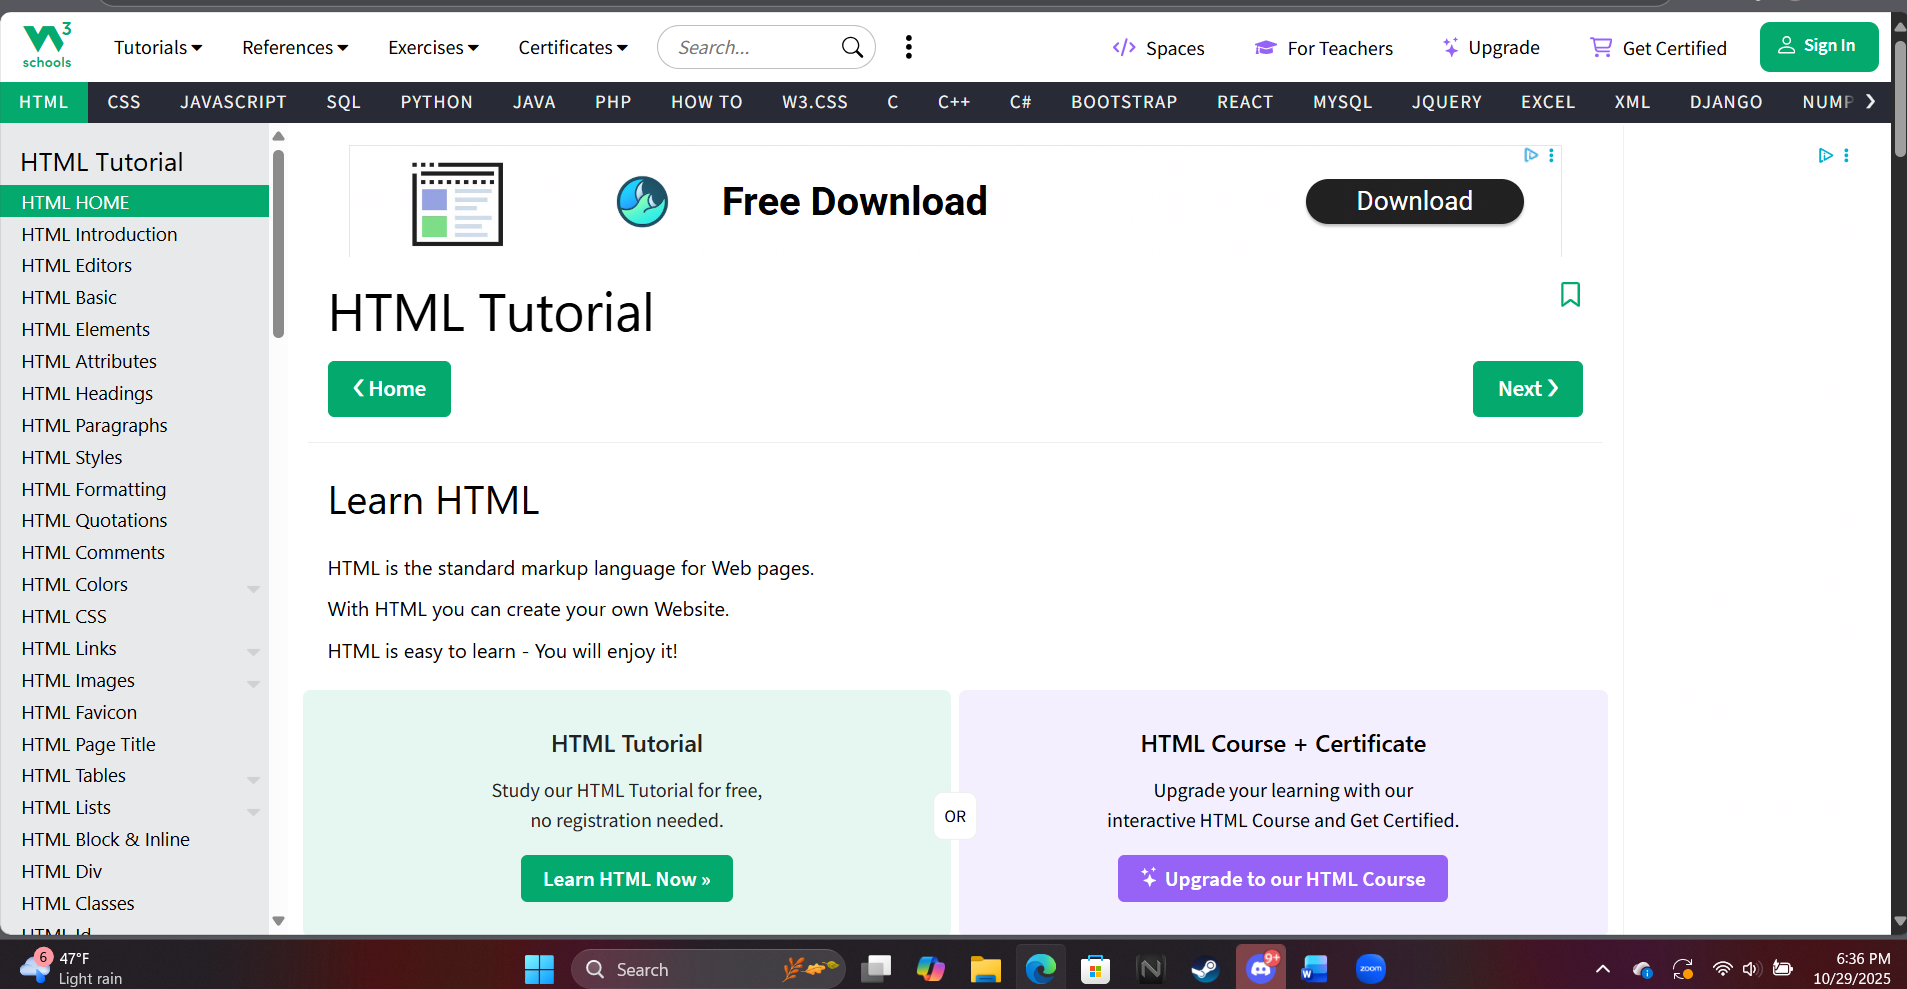 W3 schools
Tutorials References Exercises Certificates Search... Spaces For Teachers Upgrade Get Certified Sign In
HTML CSS JAVASCRIPT SQL PYTHON JAVA PHP HOW TO W3.CSS C C++ C# BOOTSTRAP REACT MYSQL JQUERY EXCEL XML DJANGO NUMP
HTML Tutorial
HTML HOME
HTML Introduction
HTML Editors
HTML Basic
HTML Elements
HTML Attributes
HTML Headings
HTML Paragraphs
HTML Styles
HTML Formatting
HTML Quotations
HTML Comments
HTML Colors
HTML CSS
HTML Links
HTML Images
HTML Favicon
HTML Page Title
HTML Tables
HTML Lists
HTML Block & Inline
HTML Div
HTML Classes
HTML Id
Free Download
Download
HTML Tutorial
❮ Home
Next ❯
Learn HTML
HTML is the standard markup language for Web pages.
With HTML you can create your own Website.
HTML is easy to learn - You will enjoy it!
HTML Tutorial
Study our HTML Tutorial for free,
no registration needed.
Learn HTML Now »
OR
HTML Course + Certificate
Upgrade your learning with our
interactive HTML Course and Get Certified.
Upgrade to our HTML Course
6
47°F
Light rain
Search
9+
W
zoom
6:36 PM
10/29/2025